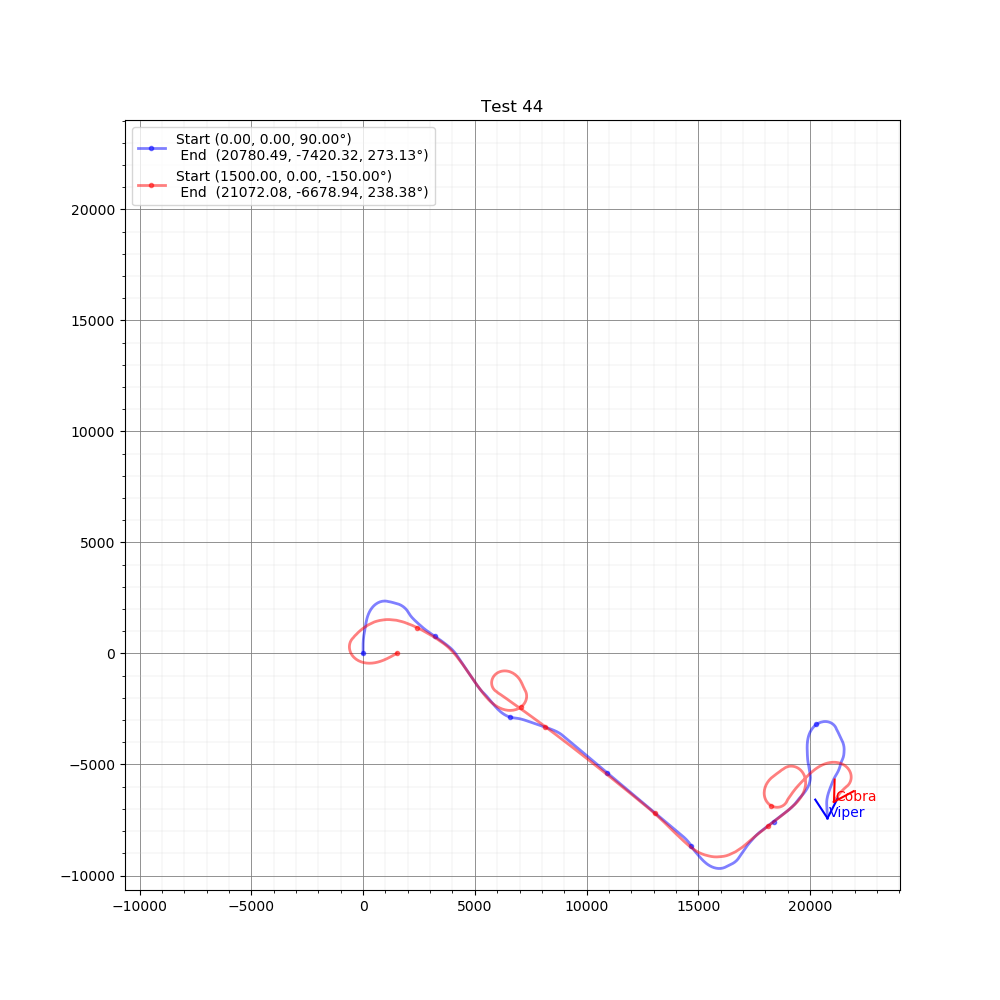 Test 44
Start (0.00, 0.00, 90.00°)
End  (20780.49, -7420.32, 273.13°)
Start (1500.00, 0.00, -150.00°)
End  (21072.08, -6678.94, 238.38°)
20000
15000
10000
5000
0
−5000
−10000
Cobra
Viper
−10000 −5000 0 5000 10000 15000 20000